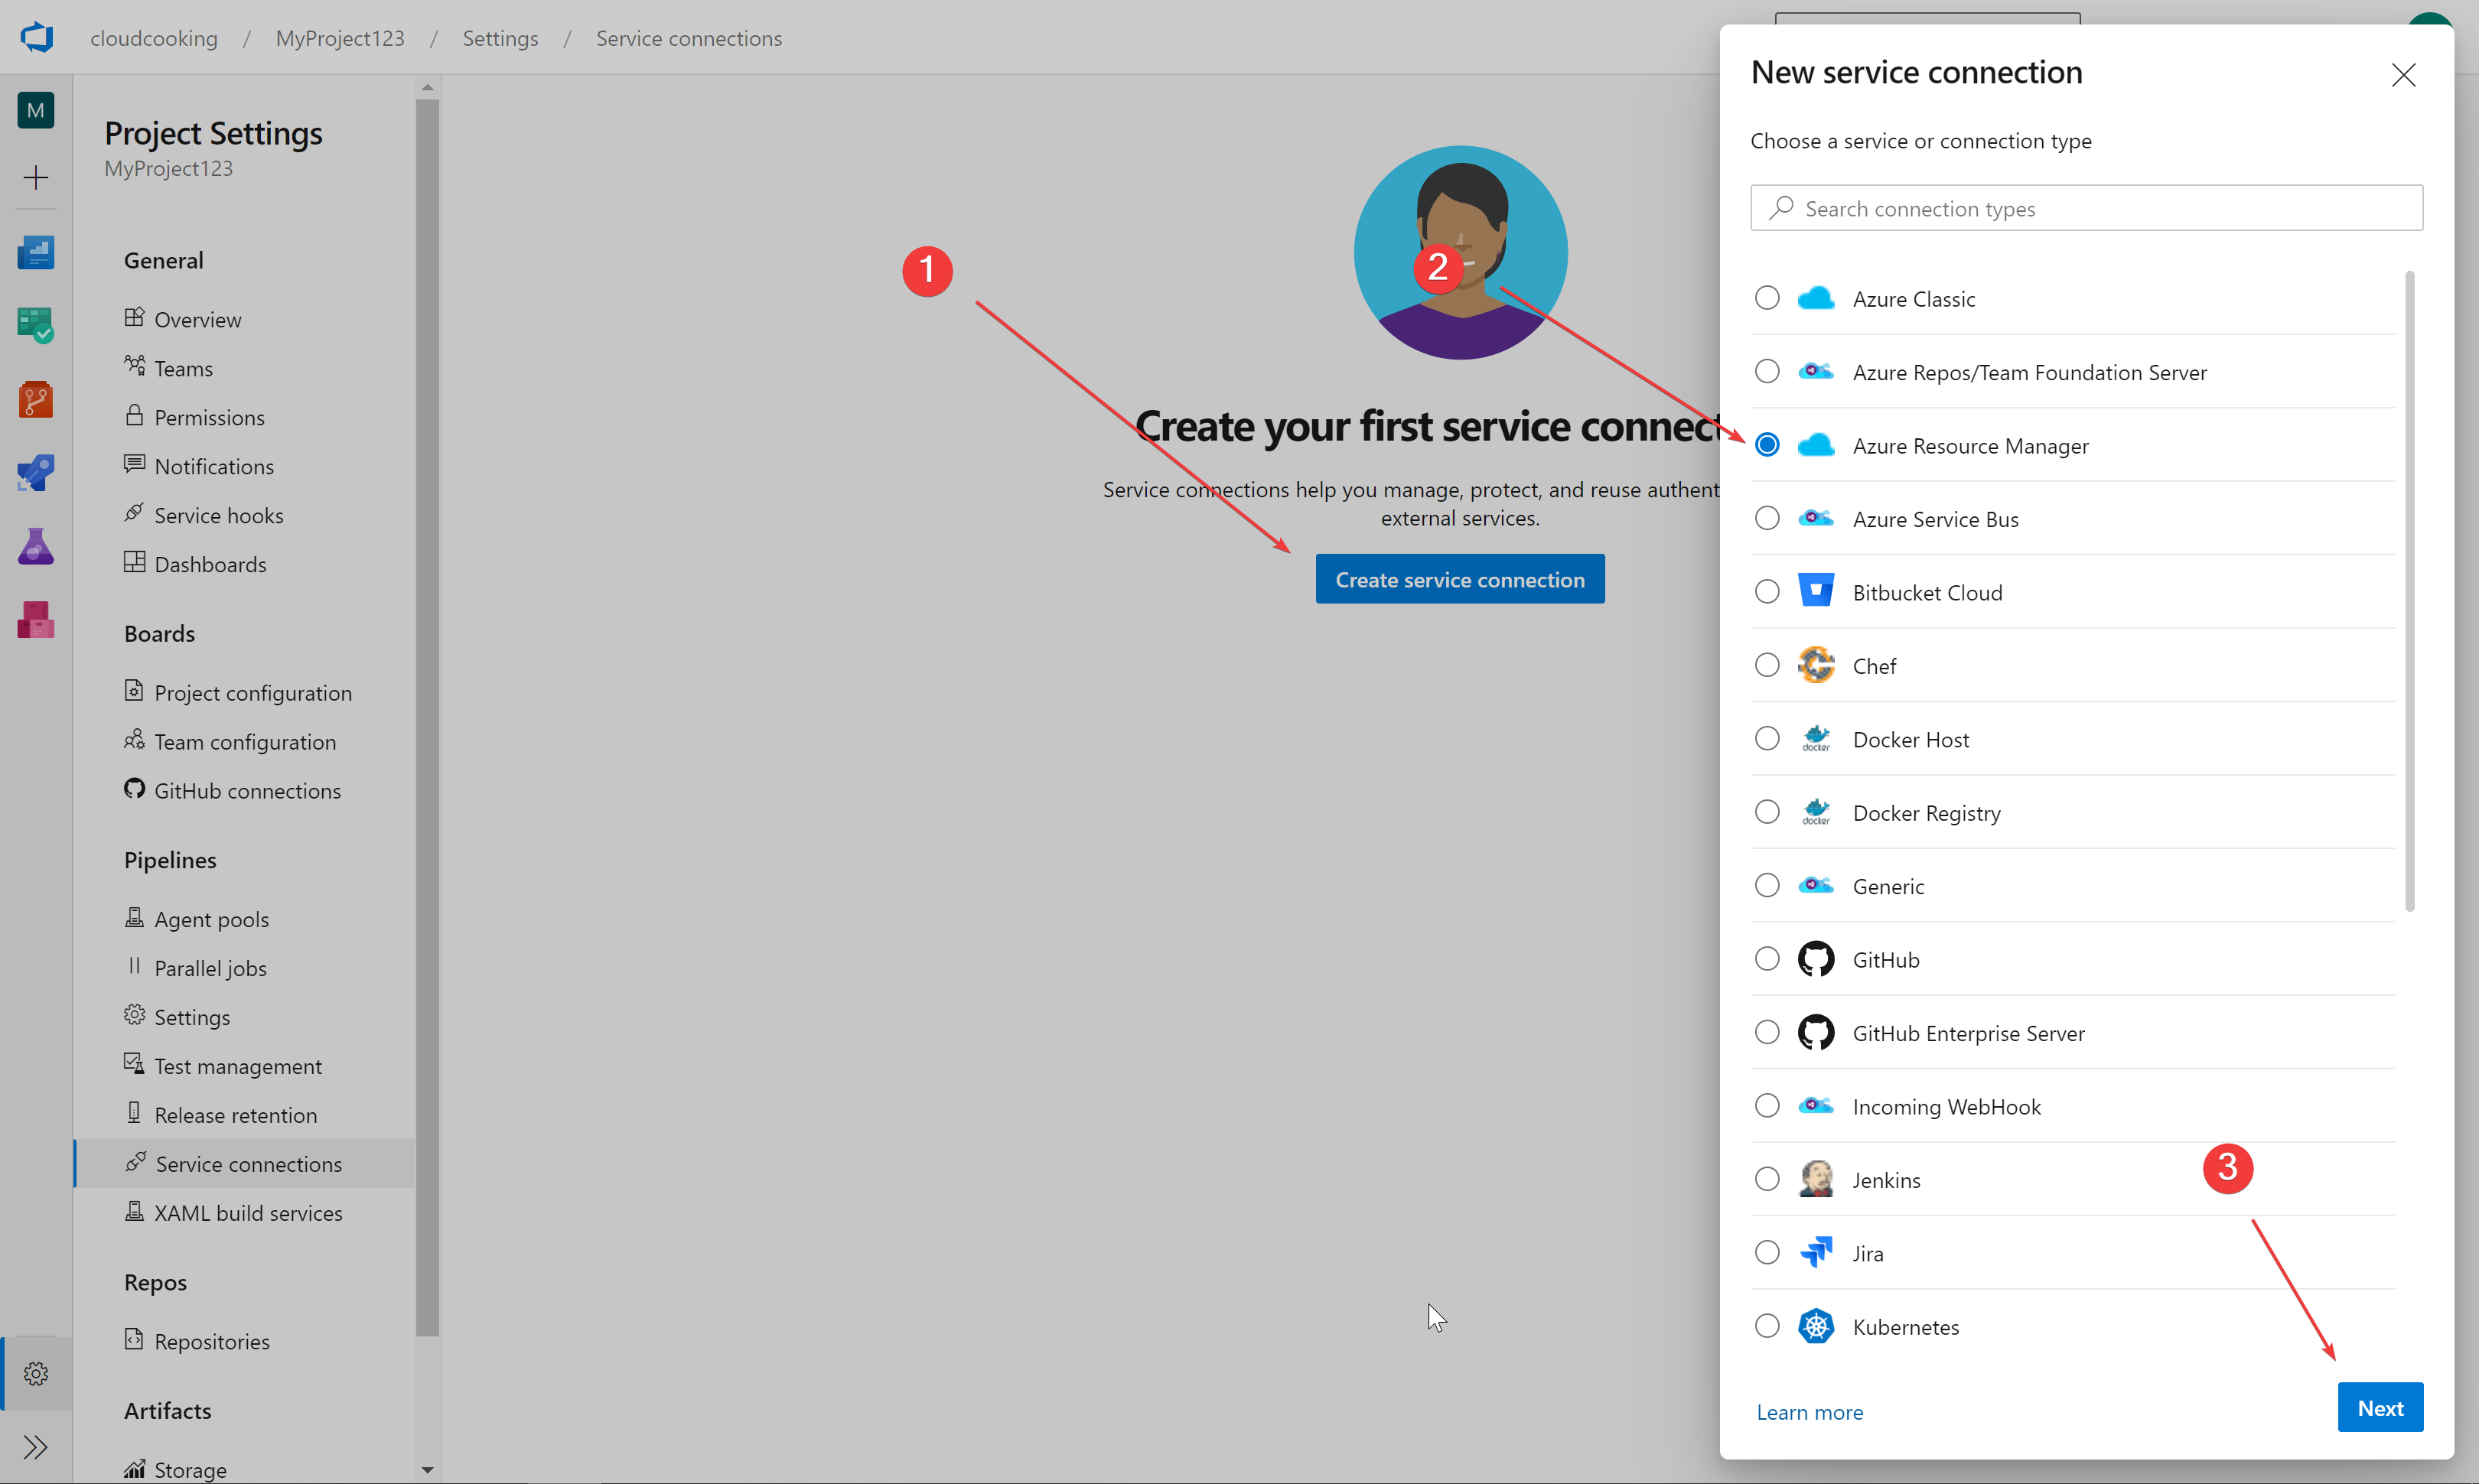 cloudcooking / MyProject123 / Settings / Service connections
M
Project Settings
MyProject123
General
Overview
Teams
Permissions
Notifications
Service hooks
Dashboards
Boards
Project configuration
Team configuration
GitHub connections
Pipelines
Agent pools
Parallel jobs
Settings
Test management
Release retention
Service connections
XAML build services
Repos
Repositories
Artifacts
Storage
1
2
Create your first service connect
Service connections help you manage, protect, and reuse authent
external services.
Create service connection
New service connection
Choose a service or connection type
Search connection types
Azure Classic
Azure Repos/Team Foundation Server
Azure Resource Manager
Azure Service Bus
Bitbucket Cloud
Chef
docker Docker Host
docker Docker Registry
Generic
GitHub
GitHub Enterprise Server
Incoming WebHook
3
Jenkins
Jira
Kubernetes
Learn more
Next